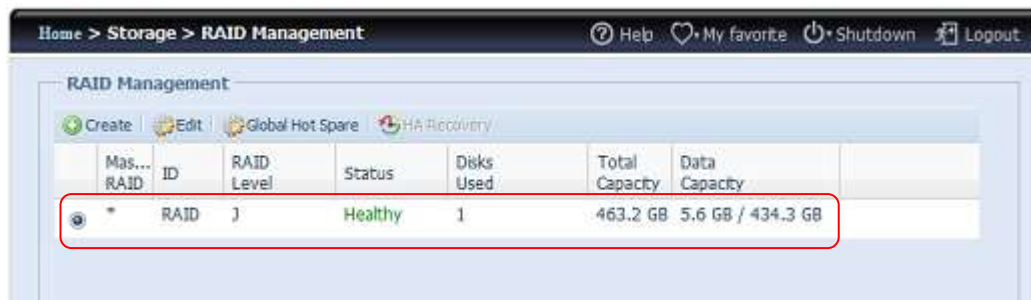 Home > Storage > RAID Management Help My favorite Shutdown Logout
RAID Management
Create Edit Global Hot Spare HA Recovery
Mas... RAID ID RAID Level Status Disks Used Total Capacity Data Capacity
* RAID J Healthy 1 463.2 GB 5.6 GB / 434.3 GB